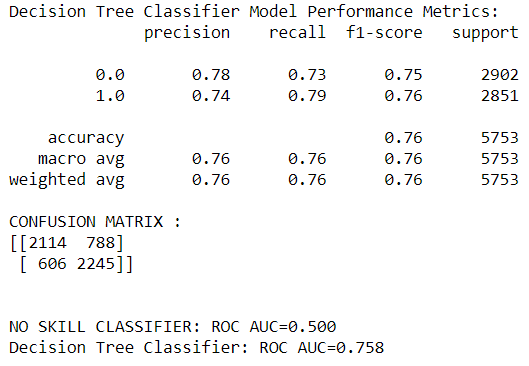 Decision Tree Classifier Model Performance Metrics:
precision recall f1-score support
0.0 0.78 0.73 0.75 2902
1.0 0.74 0.79 0.76 2851
accuracy 0.76 5753
macro avg 0.76 0.76 0.76 5753
weighted avg 0.76 0.76 0.76 5753
CONFUSION MATRIX :
[[2114 788]
[ 606 2245]]
NO SKILL CLASSIFIER: ROC AUC=0.500
Decision Tree Classifier: ROC AUC=0.758